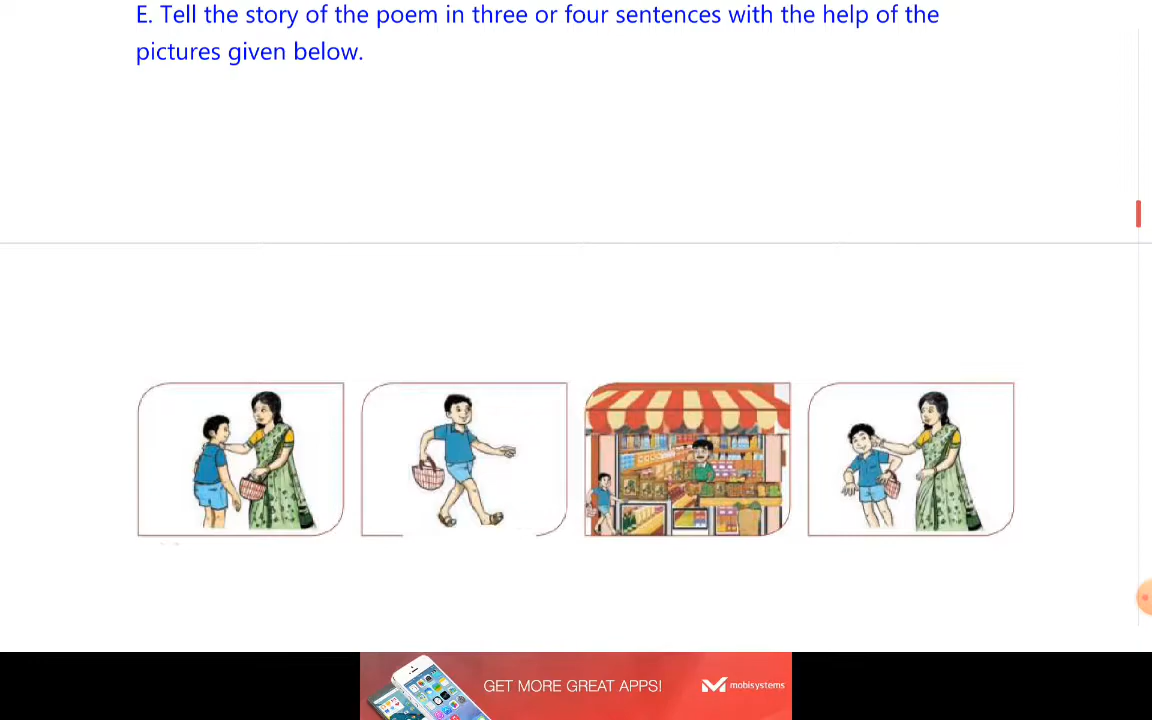 E. Tell the story of the poem in three or four sentences with the help of the
pictures given below.
GET MORE GREAT APPS!
mobisystems